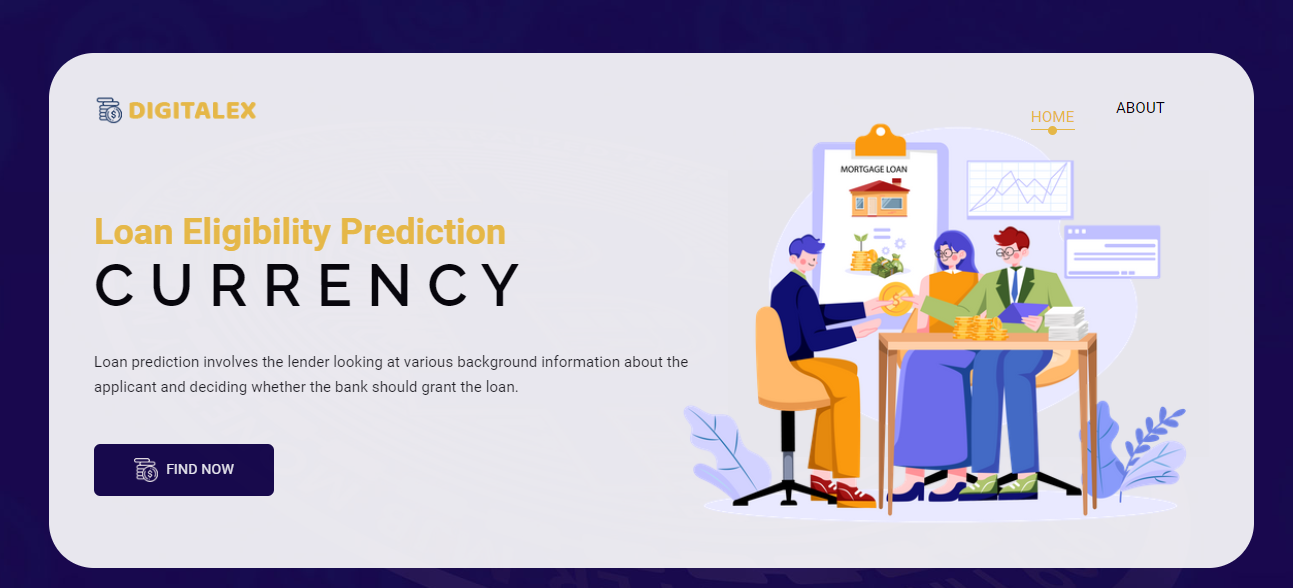 DIGITALEX
HOME
ABOUT
MORTGAGE LOAN
Loan Eligibility Prediction
CURRENCY
Loan prediction involves the lender looking at various background information about the
applicant and deciding whether the bank should grant the loan.
FIND NOW